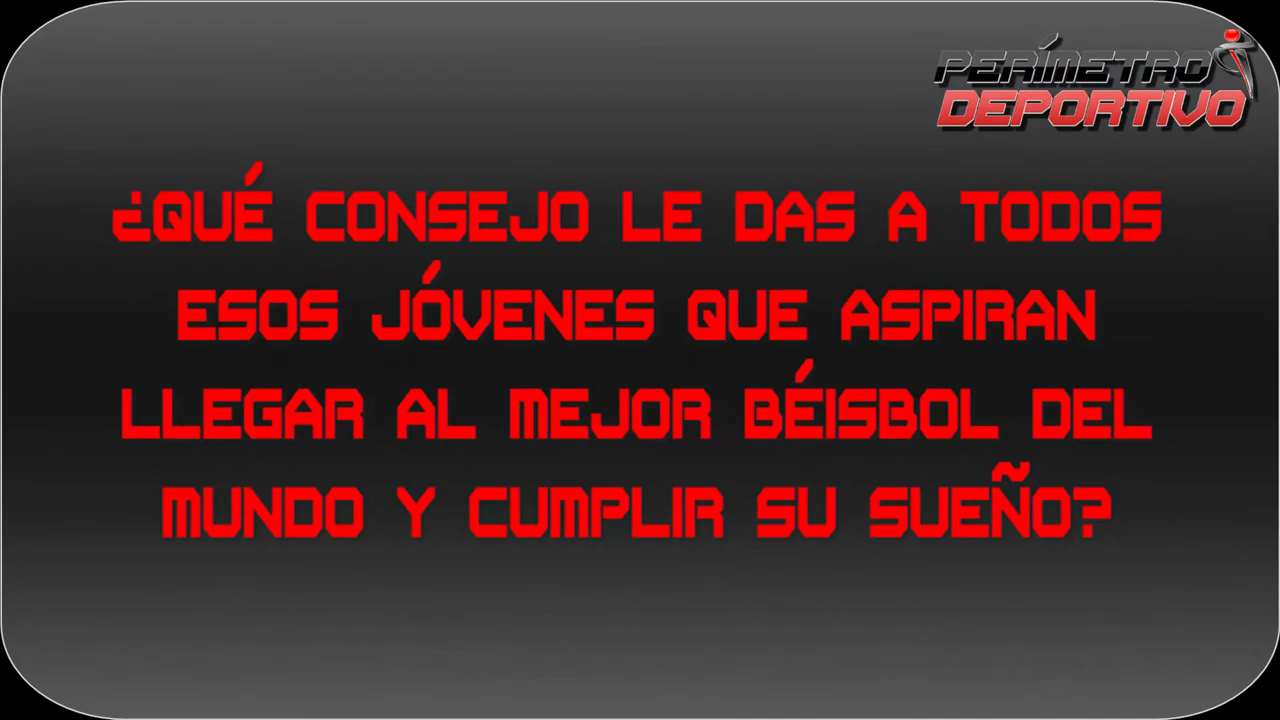 PERÍMETRO
DEPORTIVO
¿QUÉ CONSEJO LE DAS A TODOS
ESOS JÓVENES QUE ASPIRAN
LLEGAR AL MEJOR BÉISBOL DEL
MUNDO Y CUMPLIR SU SUEÑO?